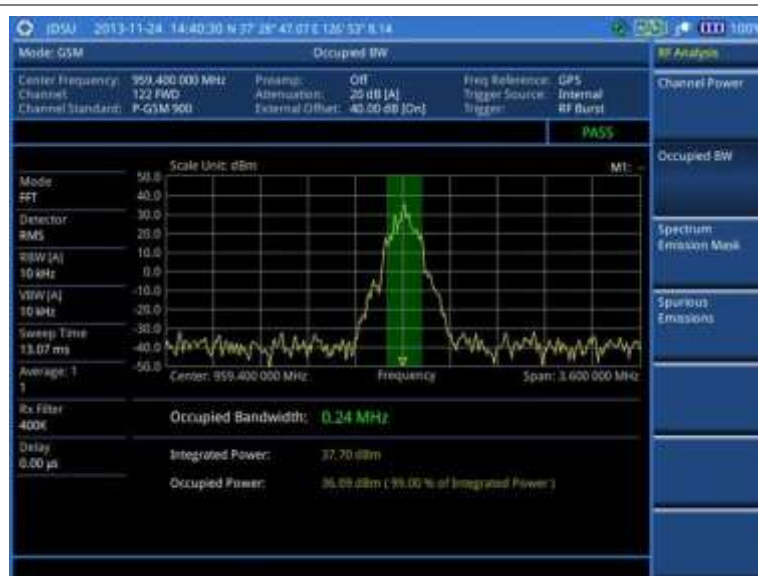 JDSU 2013-11-24 14:40:30 N 37° 28" 47.07 E 126' 53" 8.14 100%
Mode: GSM Occupied BW RF Analysis
Center Frequency: 959.400 000 MHz Preamp: Off Freq Reference: GPS
Channel: 122 FWD Attenuation: 20 dB [A] Trigger Source: Internal
Channel Standard: P-GSM 900 External Offset: 40.00 dB [On] Trigger: RF Burst
PASS
Channel Power
Occupied BW
Spectrum Emission Mask
Spurious Emissions
Scale Unit: dBm M1: --
Mode
FFT
Detector
RMS
RBW [A]
10 kHz
VBW [A]
10 kHz
Sweep Time
13.07 ms
Average: 1
1
Rx Filter
400K
Delay
0.00 µs
50.0
40.0
30.0
20.0
10.0
0.0
-10.0
-20.0
-30.0
-40.0
-50.0
Center: 959.400 000 MHz Frequency Span: 3.600 000 MHz
Occupied Bandwidth: 0.24 MHz
Integrated Power: 37.70 dBm
Occupied Power: dBm ( 99.00 % of Integrated Power )